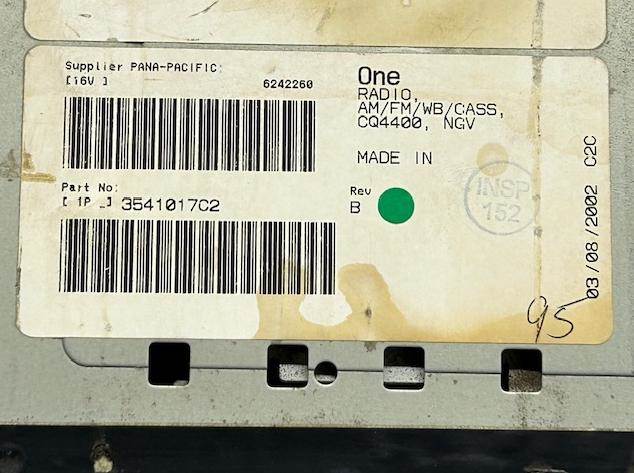 Supplier PANA-PACIFIC
[16V ]
6242260
One
RADIO,
AM/FM/WB/CASS,
CQ4400, NGV
MADE IN
Part No:
[ 1P ] 3541017C2
Rev
B
INSP
152
03/08/2002 C2C
95